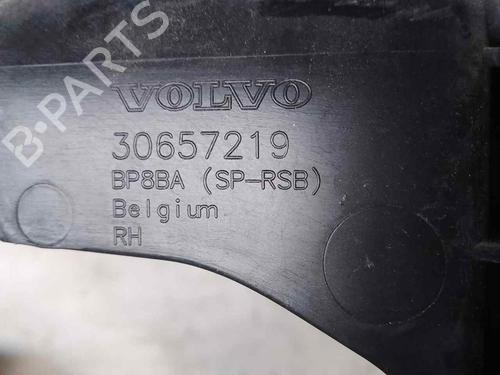 B-PARTS
VOLVO
30657219
BP8BA (SP-RSB)
Belgium
RH